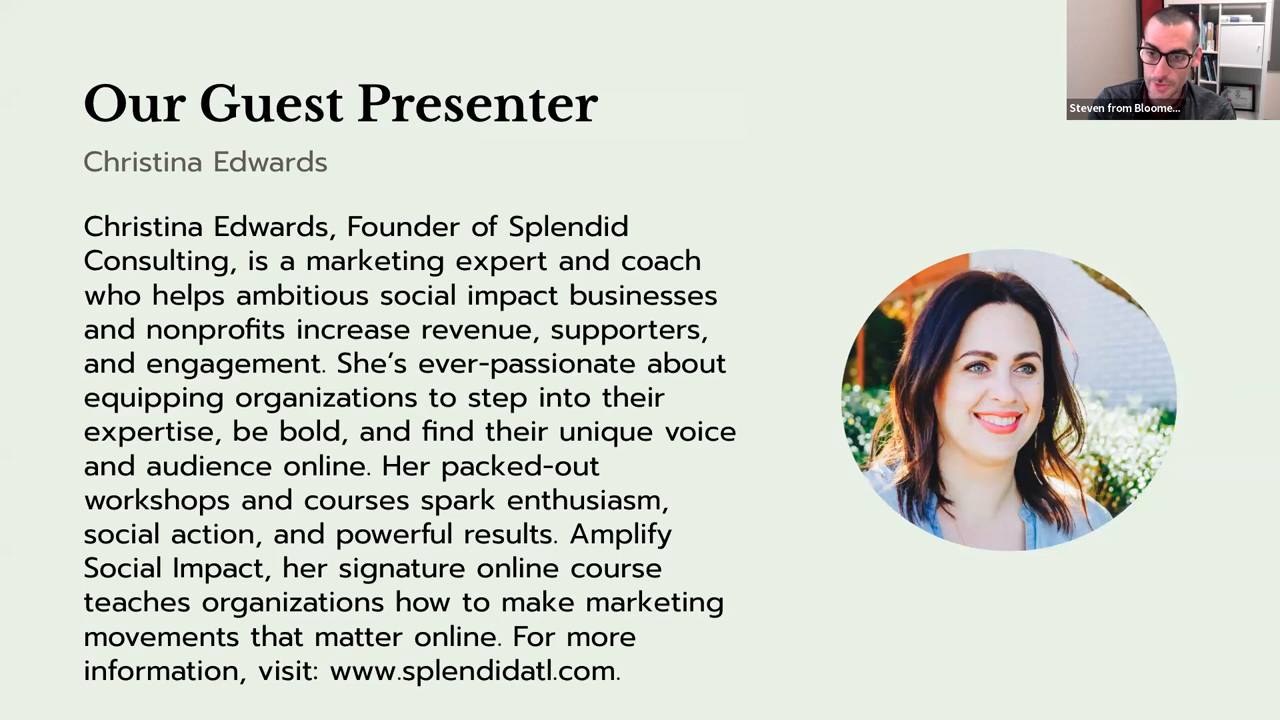 Our Guest Presenter
Christina Edwards
Christina Edwards, Founder of Splendid
Consulting, is a marketing expert and coach
who helps ambitious social impact businesses
and nonprofits increase revenue, supporters,
and engagement. She's ever-passionate about
equipping organizations to step into their
expertise, be bold, and find their unique voice
and audience online. Her packed-out
workshops and courses spark enthusiasm,
social action, and powerful results. Amplify
Social Impact, her signature online course
teaches organizations how to make marketing
movements that matter online. For more
information, visit: www.splendidatl.com.
Steven from Bloome...